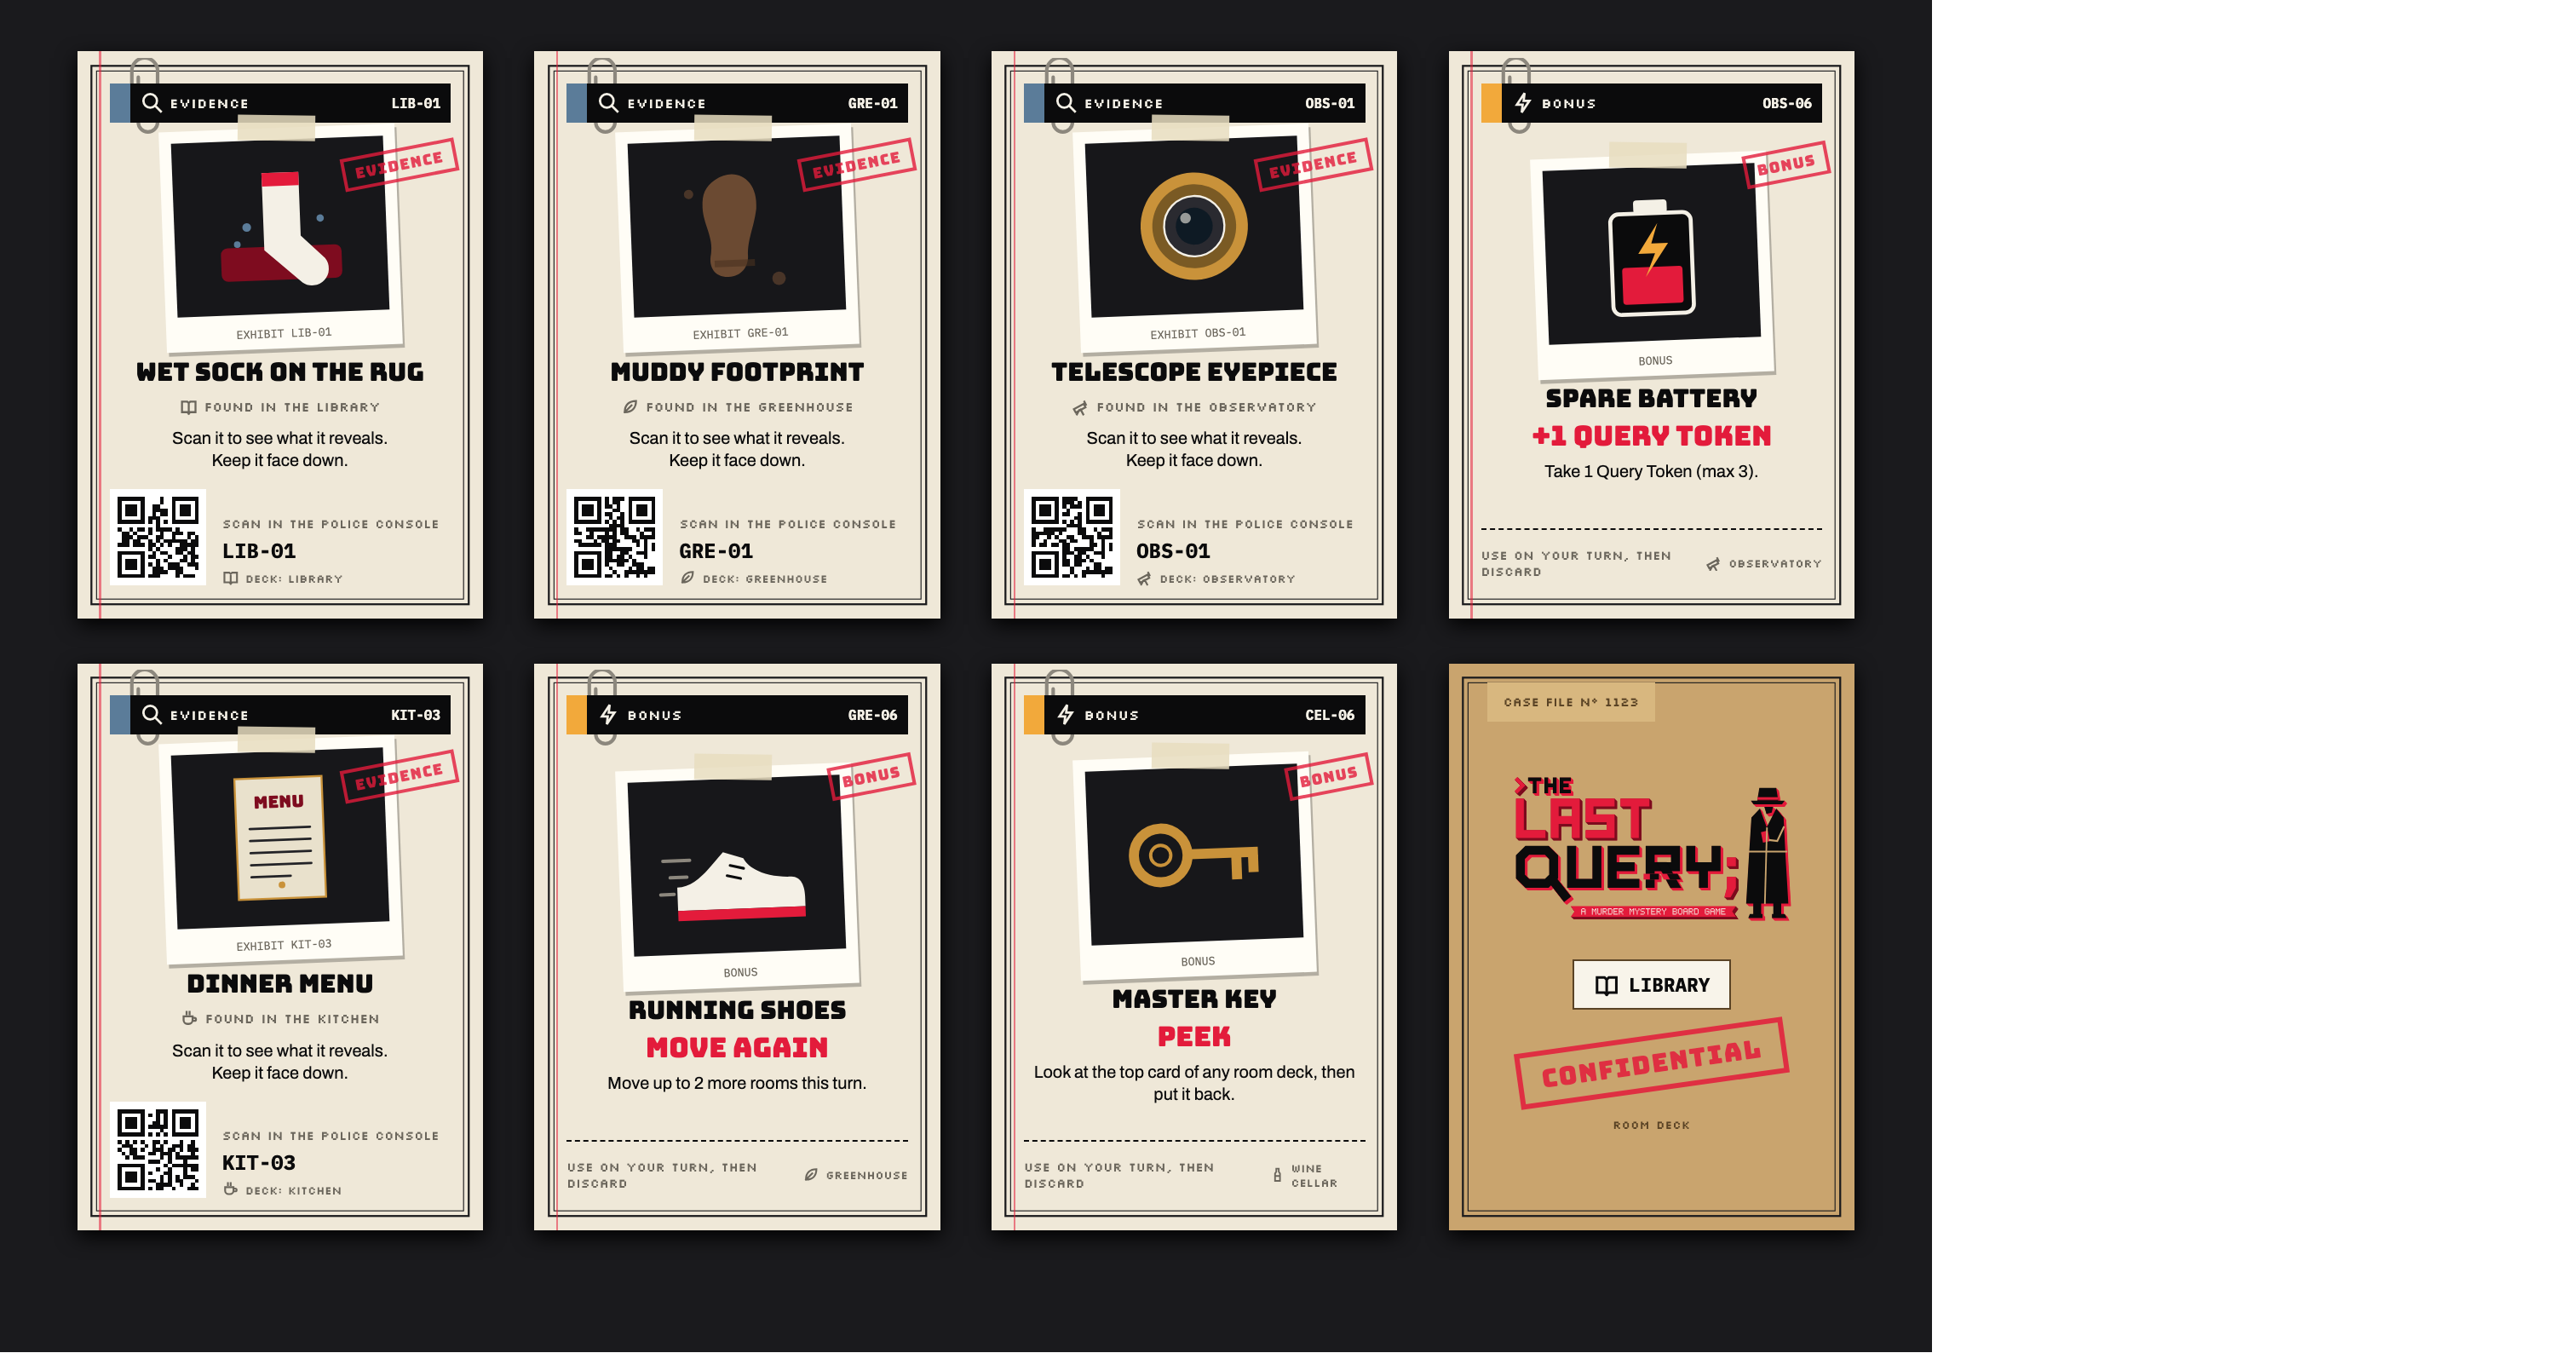 EVIDENCE LIB-01
EVIDENCE
EXHIBIT LIB-01
WET SOCK ON THE RUG
FOUND IN THE LIBRARY
Scan it to see what it reveals.
Keep it face down.
SCAN IN THE POLICE CONSOLE
LIB-01
DECK: LIBRARY
EVIDENCE GRE-01
EVIDENCE
EXHIBIT GRE-01
MUDDY FOOTPRINT
FOUND IN THE GREENHOUSE
Scan it to see what it reveals.
Keep it face down.
SCAN IN THE POLICE CONSOLE
GRE-01
DECK: GREENHOUSE
EVIDENCE OBS-01
EVIDENCE
EXHIBIT OBS-01
TELESCOPE EYEPIECE
FOUND IN THE OBSERVATORY
Scan it to see what it reveals.
Keep it face down.
SCAN IN THE POLICE CONSOLE
OBS-01
DECK: OBSERVATORY
BONUS OBS-06
BONUS
BONUS
SPARE BATTERY
+1 QUERY TOKEN
Take 1 Query Token (max 3).
USE ON YOUR TURN, THEN
DISCARD
OBSERVATORY
EVIDENCE KIT-03
EVIDENCE
MENU
EXHIBIT KIT-03
DINNER MENU
FOUND IN THE KITCHEN
Scan it to see what it reveals.
Keep it face down.
SCAN IN THE POLICE CONSOLE
KIT-03
DECK: KITCHEN
BONUS GRE-06
BONUS
BONUS
RUNNING SHOES
MOVE AGAIN
Move up to 2 more rooms this turn.
USE ON YOUR TURN, THEN
DISCARD
GREENHOUSE
BONUS CEL-06
BONUS
BONUS
MASTER KEY
PEEK
Look at the top card of any room deck, then
put it back.
USE ON YOUR TURN, THEN
DISCARD
WINE
CELLAR
CASE FILE Nº 1123
>THE
LAST
QUERY;
A MURDER MYSTERY BOARD GAME
LIBRARY
CONFIDENTIAL
ROOM DECK